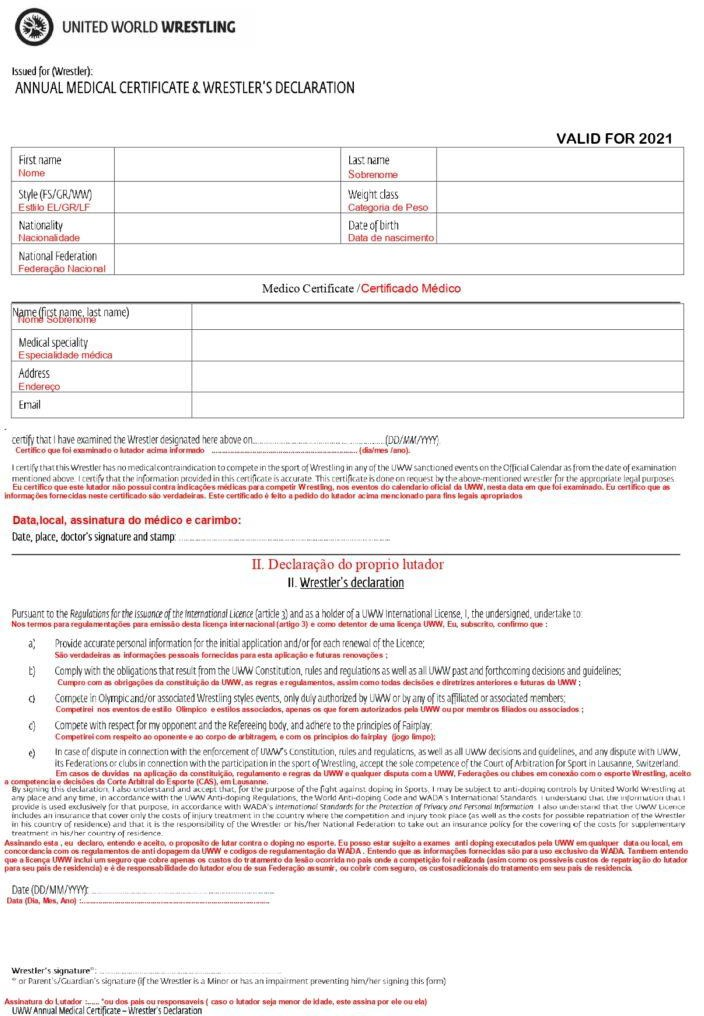 UNITED WORLD WRESTLING
Issued for (Wrestler):
ANNUAL MEDICAL CERTIFICATE & WRESTLER'S DECLARATION
VALID FOR 2021
First name
Last name
Nome
Sobrenome
Style (FS/GR/WW)
Weight class
Estilo EL/GR/LF
Categoria de Peso
Nationality
Date of birth
Nacionalidade
Data de nascimento
National Federation
Federação Nacional
Medico Certificate /Certificado Médico
Name (first name, last name)
Nome Sobrenome
Medical speciality
Especialidade médica
Address
Endereço
Email
certify that I have examined the Wrestler designated here above on.................................................(DD/MM/YYYY).
Certifico que foi examinado o lutador acima informado ................................................. (dia/mes /ano).
I certify that this Wrestler has no medical contraindication to compete in the sport of Wrestling in any of the UWW sanctioned events on the Official Calendar as from the date of examination
mentioned above. I certify that the information provided in this certificate is accurate. This certificate is done on request by the above-mentioned wrestler for the appropriate legal purposes.
Eu certifico que este lutador não possui contra indicações médicas para competir Wrestling, nos eventos do calendario oficial da UWW, nesta data em que foi examinado. Eu certifico que as
informações fornecidas neste certificado são verdadeiras. Este certificado é feito a pedido do lutador acima mencionado para fins legais apropriados
Data,local, assinatura do médico e carimbo:
Date, place, doctor's signature and stamp: .................................................
II. Declaração do proprio lutador
II. Wrestler's declaration
Pursuant to the Regulations for the Issuance of the International Licence (article 3) and as a holder of a UWW International License, I, the undersigned, undertake to:
Nos termos para regulamentações para emissão desta licença internacional (artigo 3) e como detentor de uma licença UWW, Eu, subscrito, confirmo que :
a) Provide accurate personal information for the initial application and/or for each renewal of the Licence;
São verdadeiras as informações pessoais fornecidas para esta aplicação e futuras renovações ;
b) Comply with the obligations that result from the UWW Constitution, rules and regulations as well as all UWW past and forthcoming decisions and guidelines;
Cumpro com as obrigações da constituição da UWW, as regras e regulamentos, assim como todas decisões e diretrizes anteriores e futuras da UWW ;
c) Compete in Olympic and/or associated Wrestling styles events, only duly authorized by UWW or by any of its affiliated or associated members;
Competirei nos eventos de estilo Olimpico e estilos associados, apenas os que forem autorizados pela UWW ou por membros filiados ou associados ;
d) Compete with respect for my opponent and the Refereeing body, and adhere to the principles of Fairplay;
Competirei com respeito ao oponente e ao corpo de arbitragem, e com os principios do fairplay (jogo limpo);
e) In case of dispute in connection with the enforcement of UWW's Constitution, rules and regulations, as well as all UWW decisions and guidelines, and any dispute with UWW,
its Federations or clubs in connection with the participation in the sport of Wrestling, accept the sole competence of the Court of Arbitration for Sport in Lausanne, Switzerland.
Em casos de duvidas na aplicação da constituição, regulamento e regras da UWW e qualquer disputa com a UWW, Federações ou clubes em conexão com o esporte Wrestling, aceito
a competencia e decisões da Corte Arbitral do Esporte (CAS), em Lausanne.
By signing this declaration, I also understand and accept that, for the purpose of the fight against doping in Sports, I may be subject to anti-doping controls by United World Wrestling at
any place and any time, in accordance with the UWW Anti-doping Regulations, the World Anti-doping Code and WADA's International Standards. I understand that the information that I
provide is used exclusively for that purpose, in accordance with WADA's International Standards for the Protection of Privacy and Personal Information. I also understand that the UWW Licence
includes an insurance that cover only the costs of injury treatment in the country where the competition and injury took place (as well as the costs for possible repatriation of the Wrestler
in his country of residence) and that it is the responsibility of the Wrestler or his/her National Federation to take out an insurance policy for the covering of the costs for supplementary
treatment in his/her country of residence.
Assinando esta , eu declaro, entendo e aceito, o proposito de lutar contra o doping no esporte. Eu posso estar sujeito a exames anti doping executados pela UWW em qualquer data ou local, em
concordancia com os regulamentos de anti dopagem da UWW e codigos de regulamentação da WADA . Entendo que as informações fornecidas são para uso exclusivo da WADA. Tambem entendo
que a licença UWW inclui um seguro que cobre apenas os custos do tratamento da lesão ocorrida no pais onde a competição foi realizada (asim como os possiveis custos de repatriação do lutador
para seu pais de residencia) e é de responsabilidade do lutador e/ou de sua Federação assumir, ou cobrir com seguro, os custosadicionais do tratamento em seu pais de residencia.
Date (DD/MM/YYYY): .................................................
Data (Dia, Mes, Ano) :.................................................
Wrestler's signature*: .................................................
* or Parent's/Guardian's signature (if the Wrestler is a Minor or has an impairment preventing him/her signing this form)
Assinatura do Lutador :...... *ou dos pais ou responsaveis ( caso o lutador seja menor de idade, este assina por ele ou ela)
UWW Annual Medical Certificate – Wrestler's Declaration